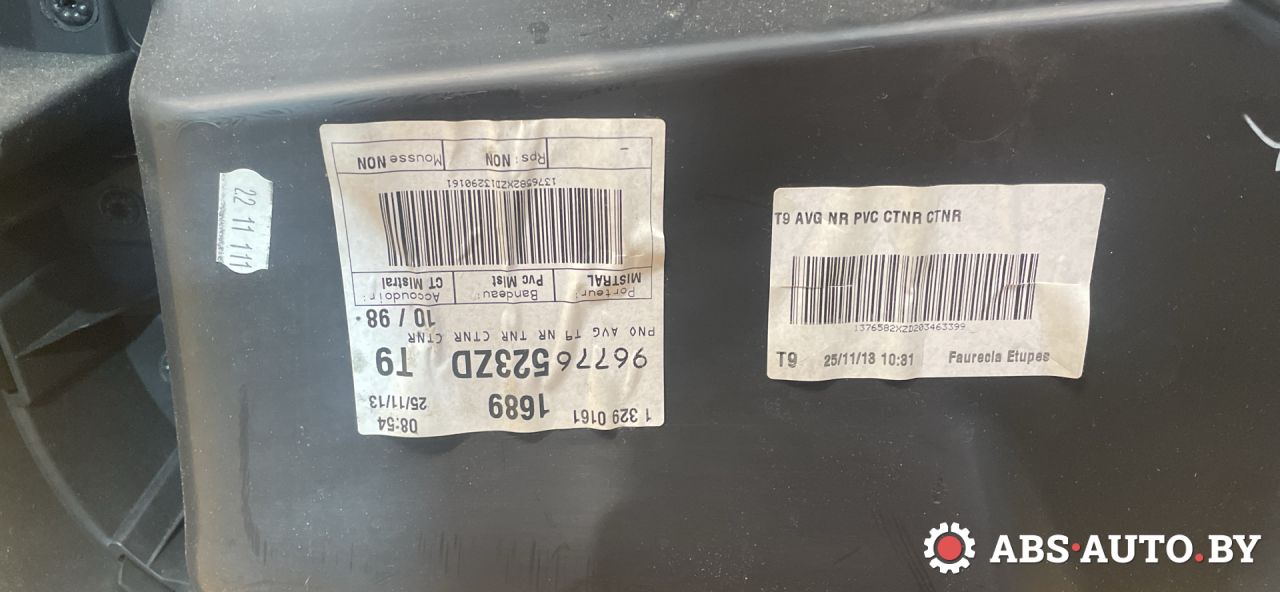 22 11 111
1 329 0161 1689 08:54
25/11/13
96776523ZD T9
PNO AVG T9 NR TNR CTNR CTNR
10 / 98
Porteur: Bandeau: Accoudoir:
MISTRAL Pvc Mist CT Mistral
1376582XZD13290161
- Rps: NON Mousse NON
T9 AVG NR PVC CTNR CTNR
1376582XZD203463399
T9 25/11/13 10:31 Faurecia Etupes
ABS·AUTO.BY